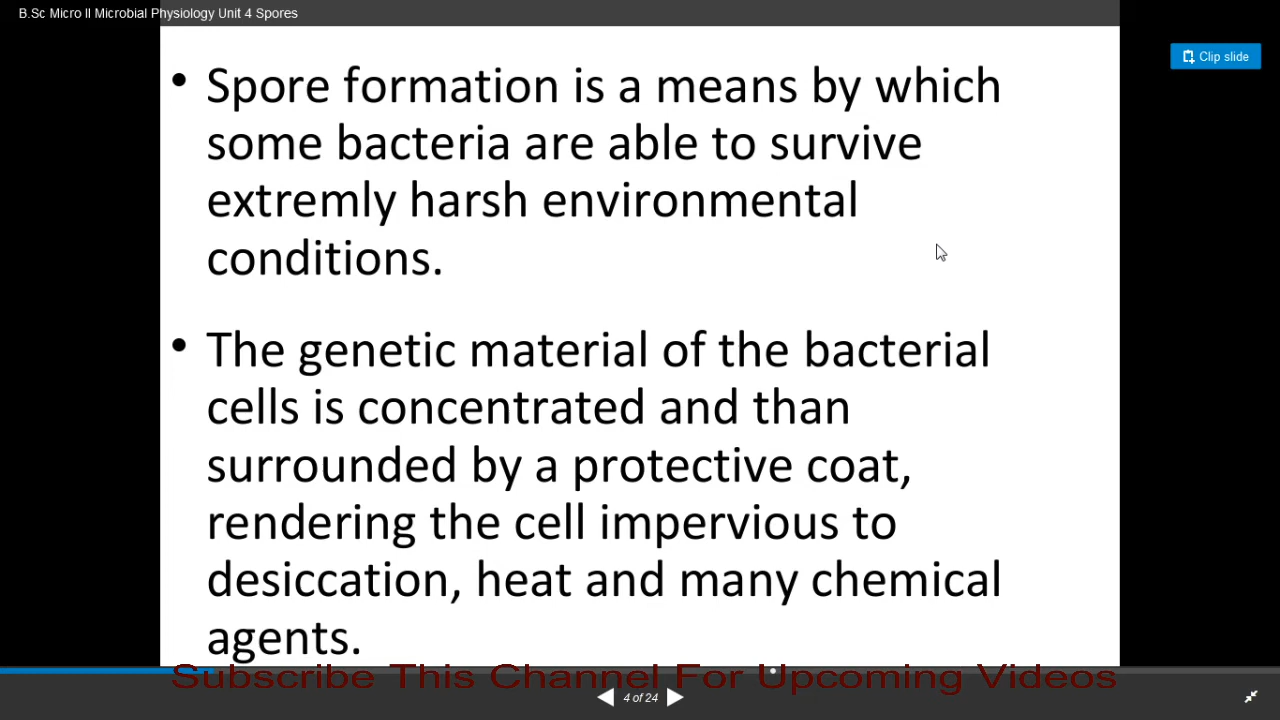 B.Sc Micro II Microbial Physiology Unit 4 Spores
Clip slide
• Spore formation is a means by which
some bacteria are able to survive
extremly harsh environmental
conditions.
• The genetic material of the bacterial
cells is concentrated and than
surrounded by a protective coat,
rendering the cell impervious to
desiccation, heat and many chemical
agents.
Subscribe This Channel For Upcoming Videos
4 of 24